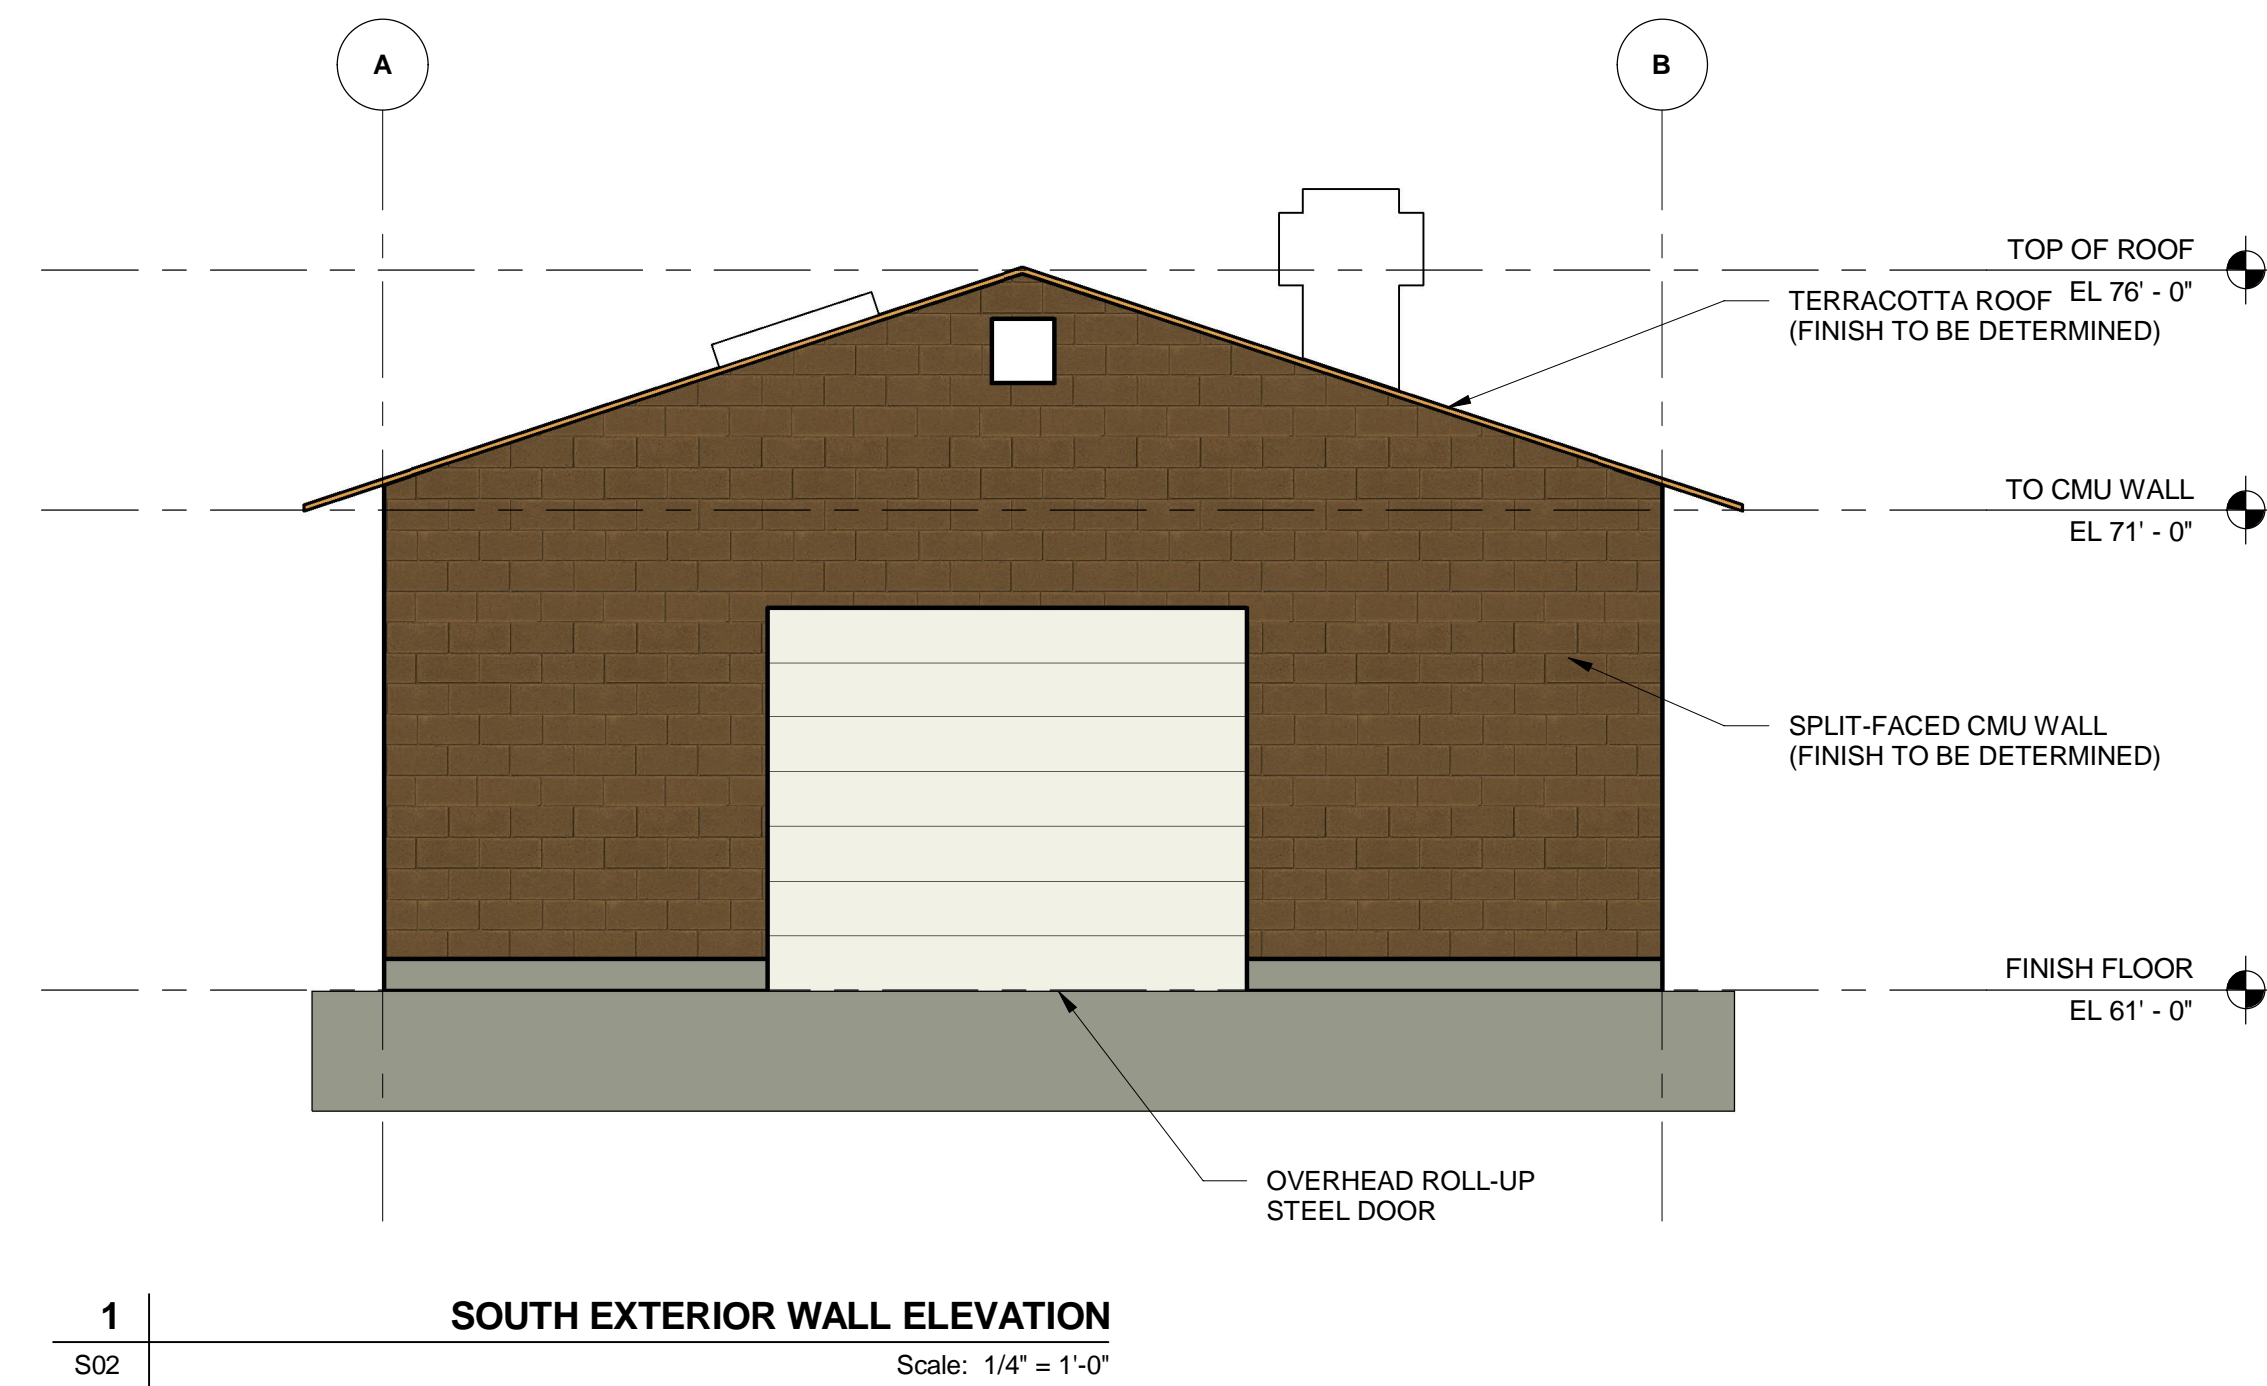 A
B
TOP OF ROOF
EL 76' - 0"
TERRACOTTA ROOF
(FINISH TO BE DETERMINED)
TO CMU WALL
EL 71' - 0"
SPLIT-FACED CMU WALL
(FINISH TO BE DETERMINED)
FINISH FLOOR
EL 61' - 0"
OVERHEAD ROLL-UP
STEEL DOOR
1
SOUTH EXTERIOR WALL ELEVATION
S02
Scale: 1/4" = 1'-0"